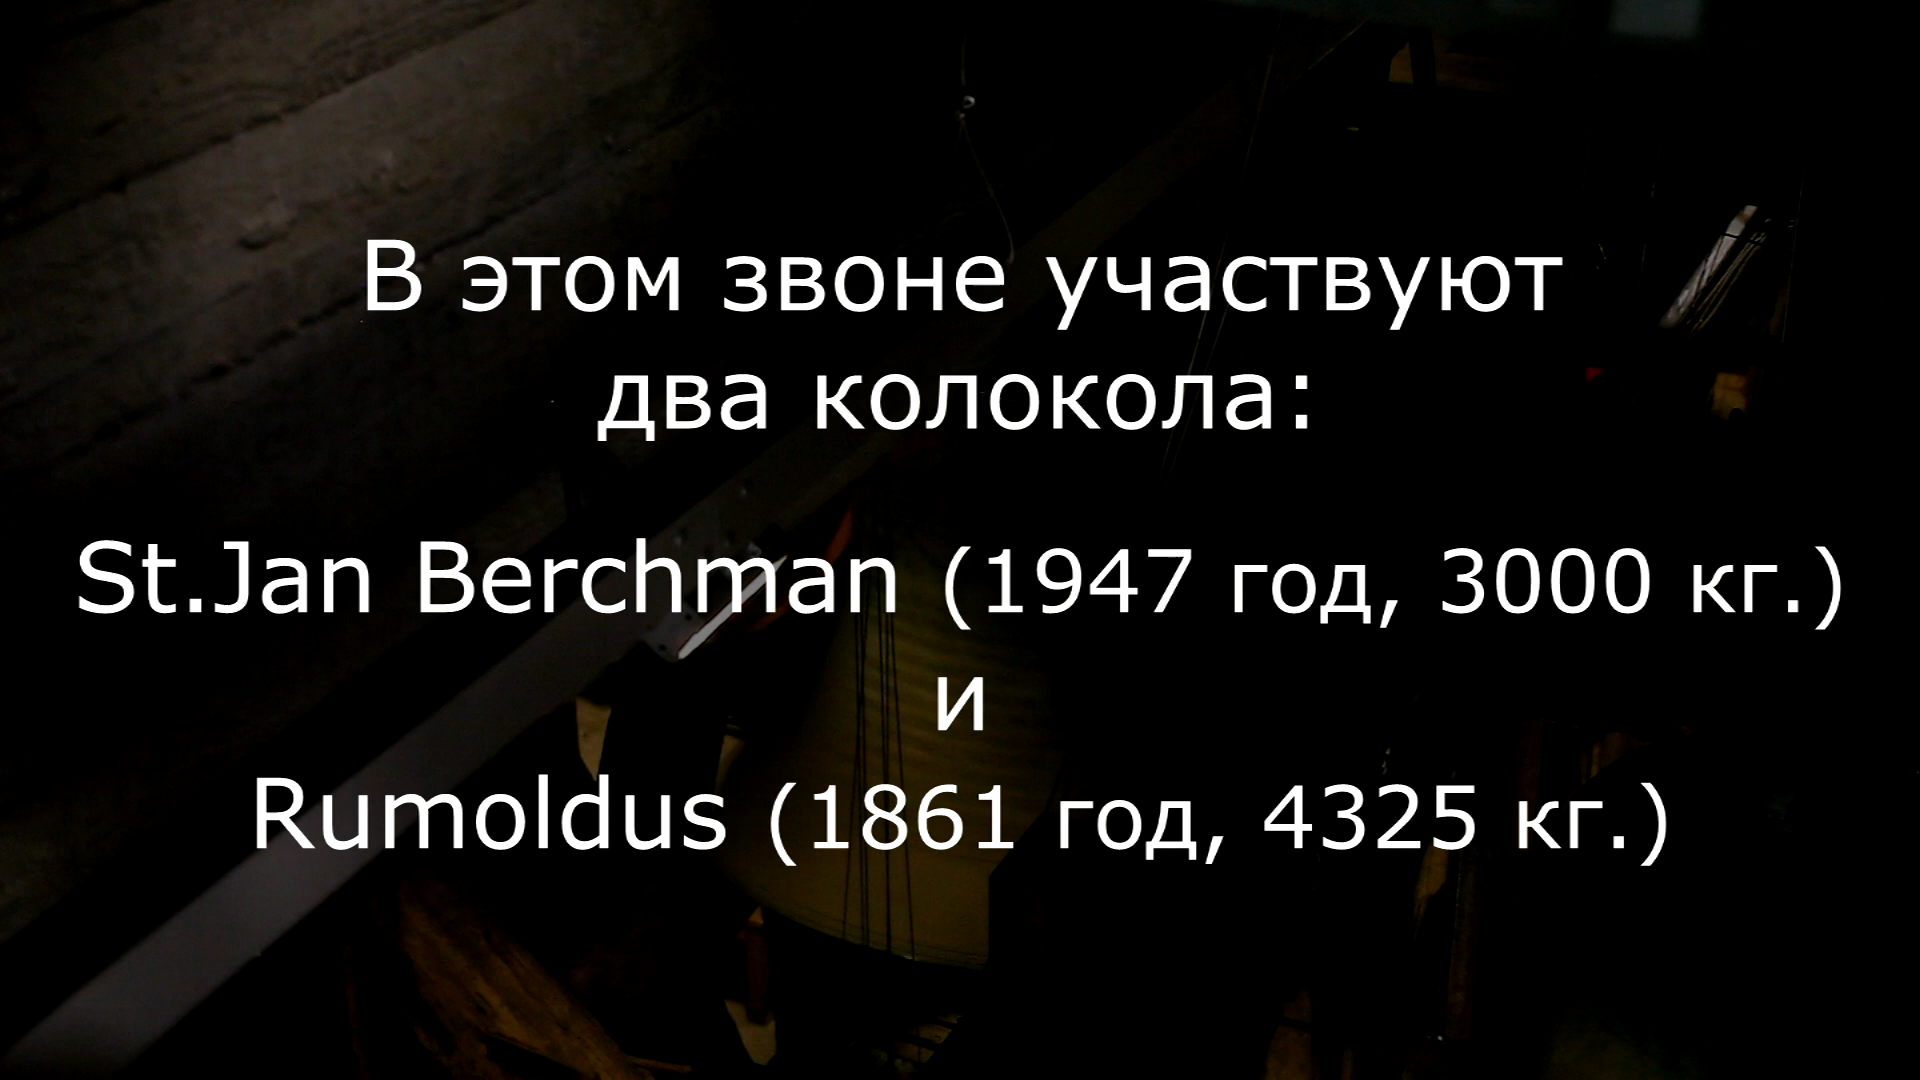 В этом звоне участвуют
два колокола:
St.Jan Berchman (1947 год, 3000 кг.)
и
Rumoldus (1861 год, 4325 кг.)